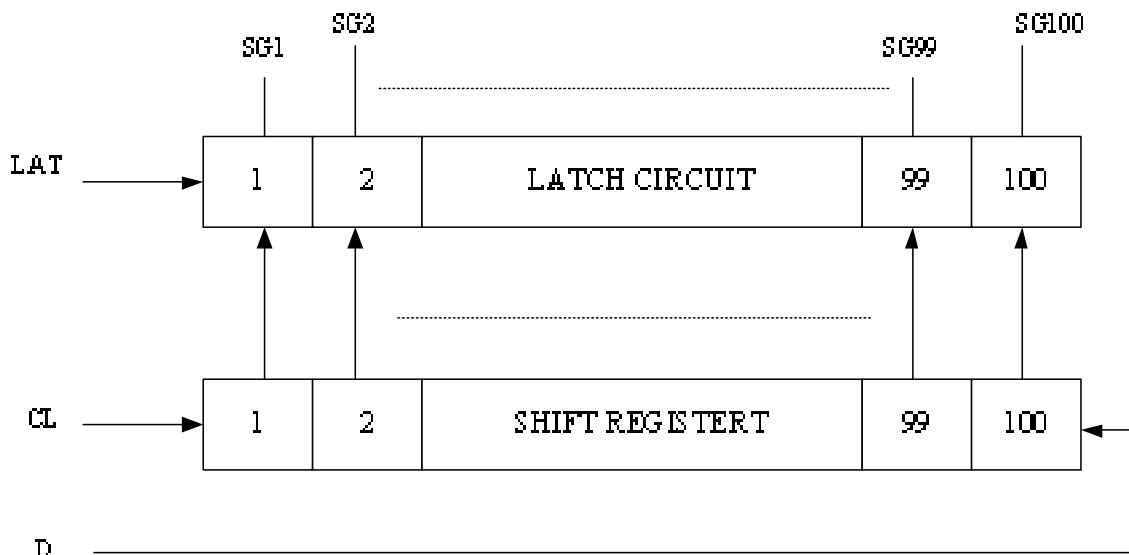 SG1
SG2
SG99
SG100
LAT
1
2
LATCH CIRCUIT
99
100
CL
1
2
SHIFT REGISTERT
99
100
D